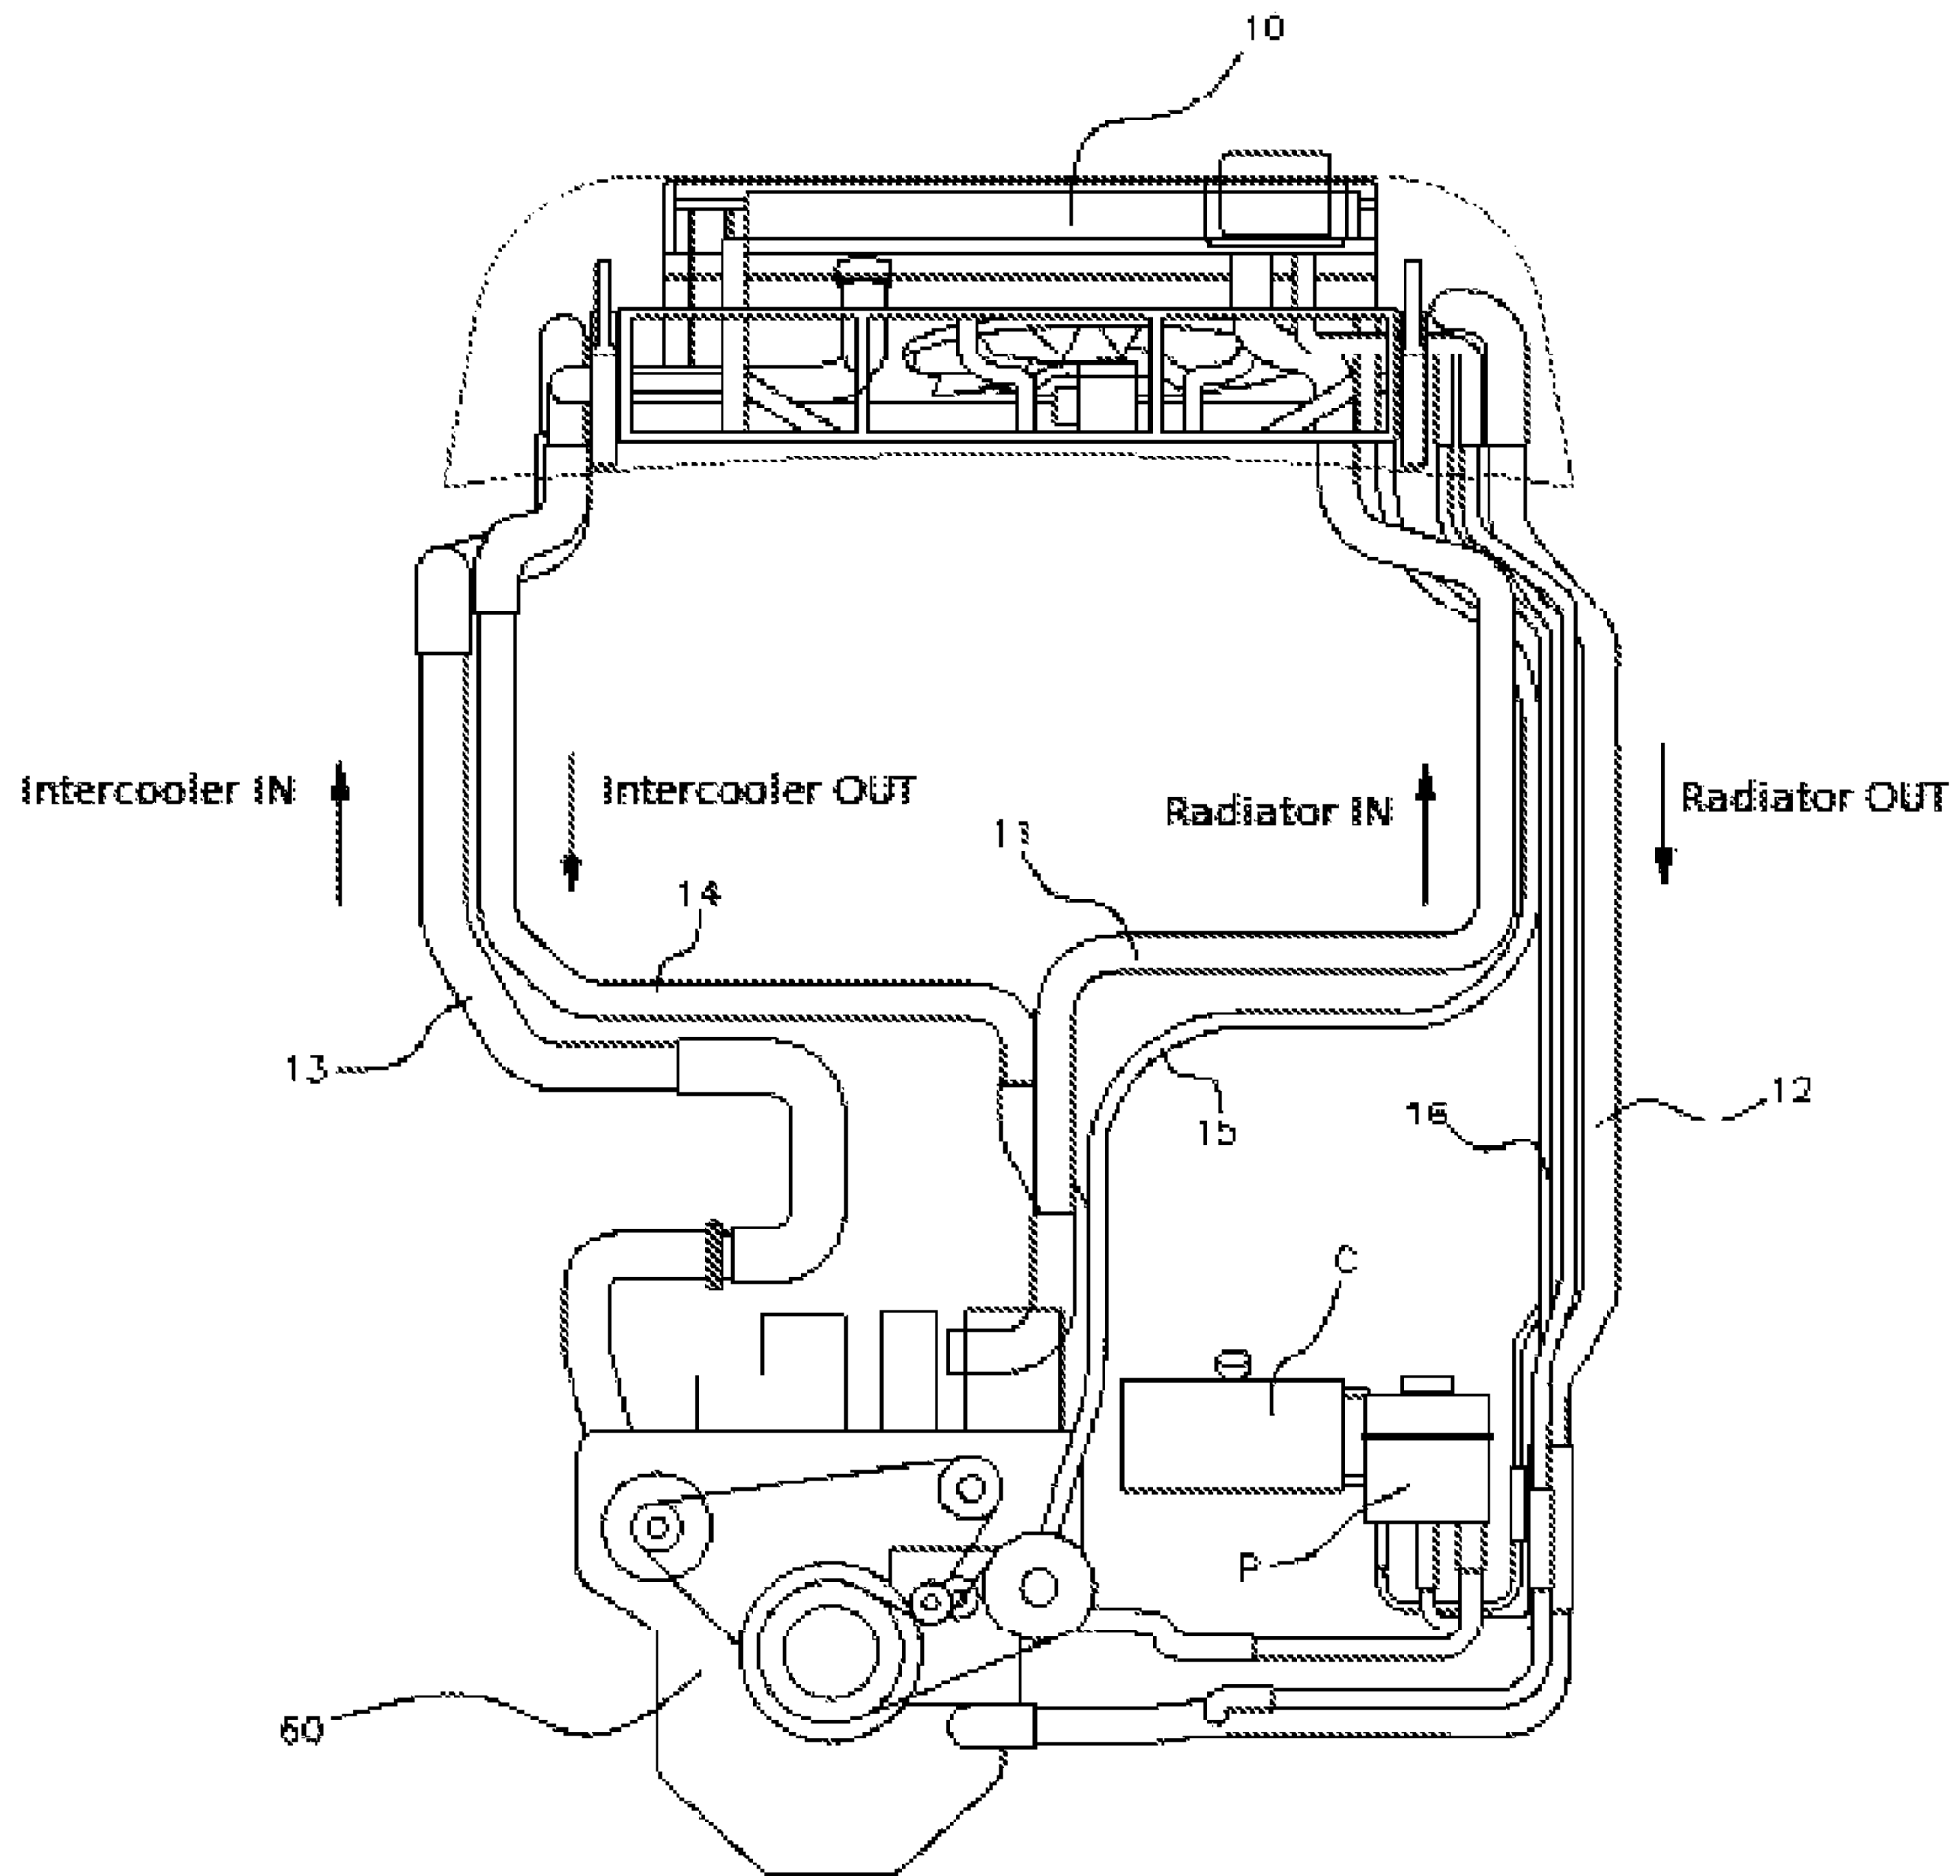 10
Intercooler IN
Intercooler OUT
Radiator IN
Radiator OUT
11
14
13
12
16
15
C
P
60